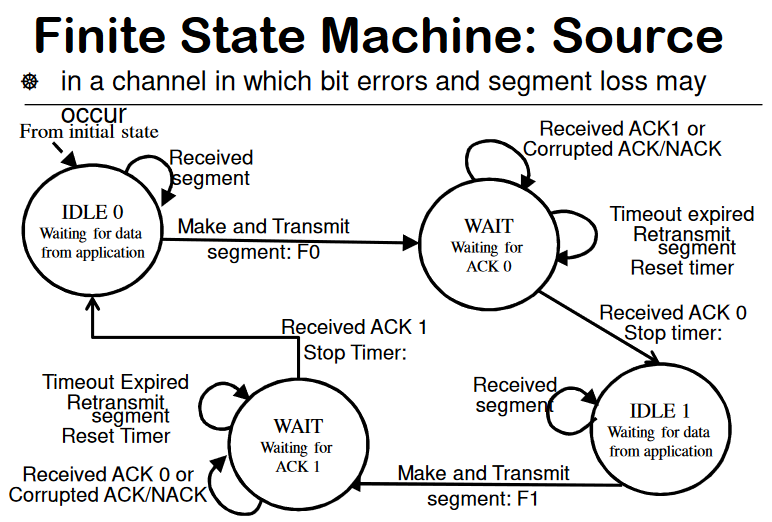 Finite State Machine: Source
in a channel in which bit errors and segment loss may
occur
From initial state
Received
segment
IDLE 0
Waiting for data
from application
Make and Transmit
segment: F0
Received ACK1 or
Corrupted ACK/NACK
WAIT
Waiting for
ACK 0
Timeout expired
Retransmit
segment
Reset timer
Received ACK 0
Stop timer:
Received ACK 1
Stop Timer:
Timeout Expired
Retransmit
segment
Reset Timer
WAIT
Waiting for
ACK 1
Received ACK 0 or
Corrupted ACK/NACK
Received
segment
IDLE 1
Waiting for data
from application
Make and Transmit
segment: F1